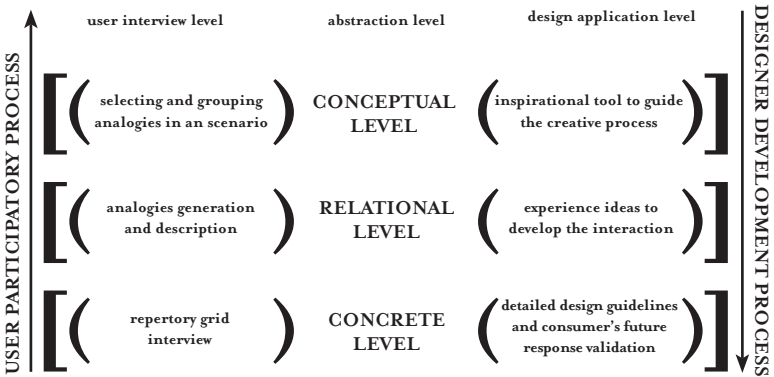 user interview level
abstraction level
design application level
USER PARTICIPATORY PROCESS
selecting and grouping
analogies in an scenario
CONCEPTUAL
LEVEL
inspirational tool to guide
the creative process
analogies generation
and description
RELATIONAL
LEVEL
experience ideas to
develop the interaction
repertory grid
interview
CONCRETE
LEVEL
detailed design guidelines
and consumer's future
response validation
DESIGNER DEVELOPMENT PROCESS